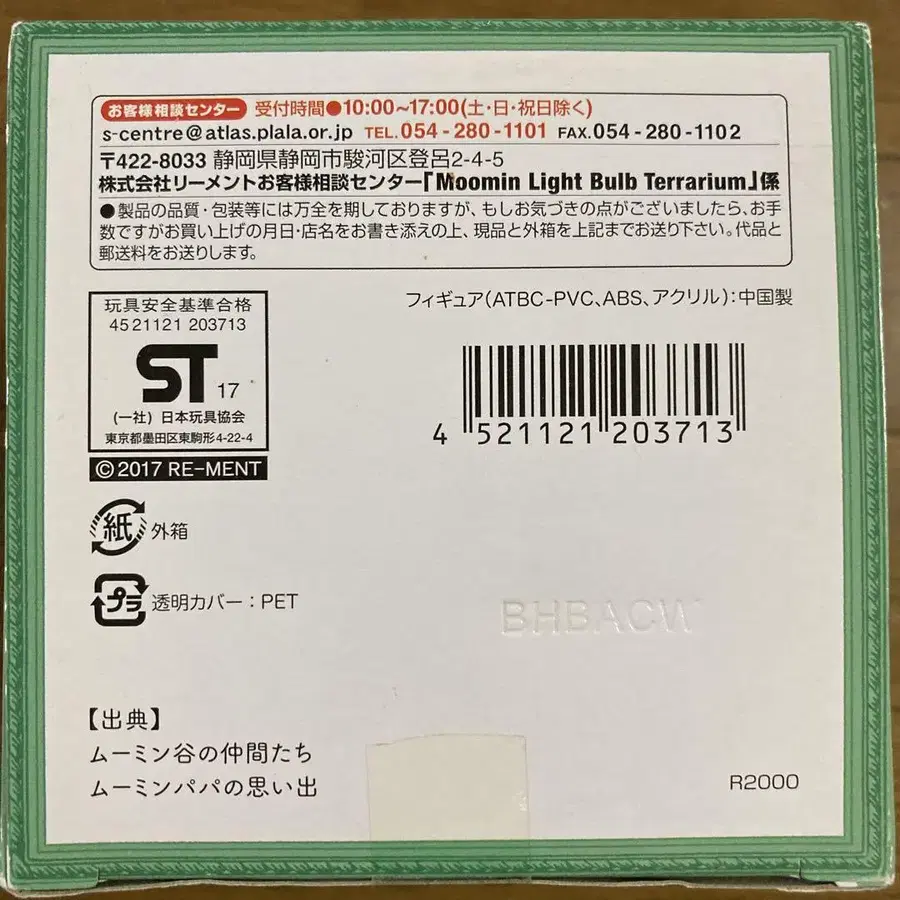 お客様相談センター 受付時間●10:00~17:00(土・日・祝日除く)
s-centre@atlas.plala.or.jp TEL.054-280-1101 FAX.054-280-1102
〒422-8033 静岡県静岡市駿河区登呂2-4-5
株式会社リーメントお客様相談センター「Moomin Light Bulb Terrarium」係
●製品の品質・包装等には万全を期しておりますが、もしお気づきの点がございましたら、お手
数ですがお買い上げの月日・店名をお書き添えの上、現品と外箱を上記までお送り下さい。代品と
郵送料をお送りします。
玩具安全基準合格
4521121 203713
ST 17
(一社) 日本玩具協会
東京都墨田区東駒形4-22-4
©2017 RE-MENT
フィギュア(ATBC-PVC、ABS、アクリル):中国製
4 521121 203713
紙 外箱
プラ 透明カバー:PET
BHBACW
【出典】
ムーミン谷の仲間たち
ムーミンパパの思い出
R2000